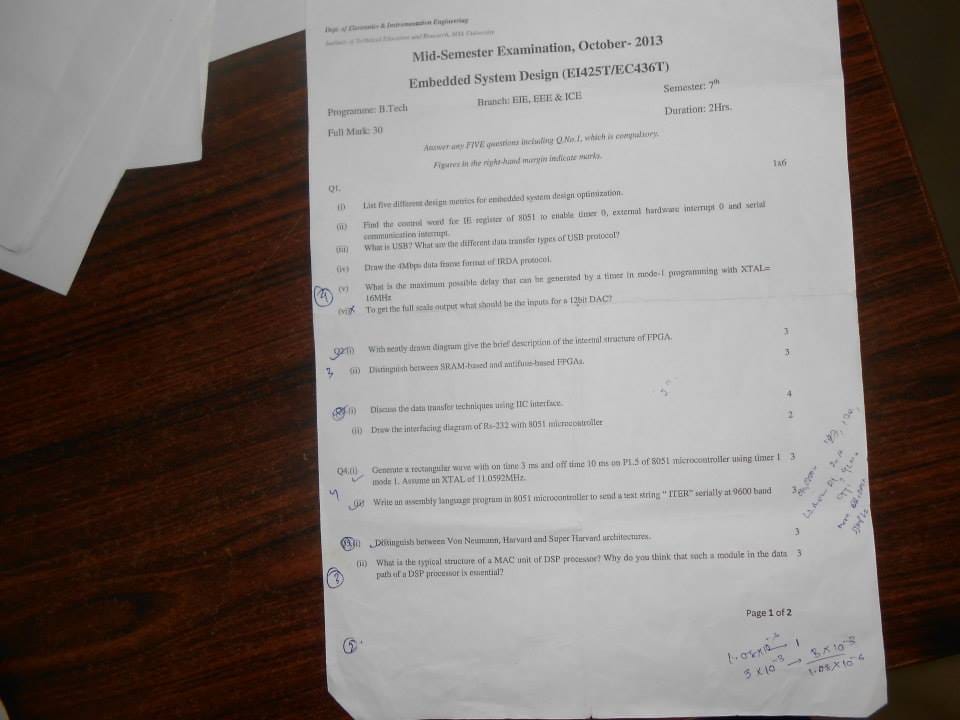 Dept. of Electronics & Instrumentation Engineering
Institute of Technical Education and Research, SOA University
Mid-Semester Examination, October- 2013
Embedded System Design (EI425T/EC436T)
Programme: B.Tech Branch: EIE, EEE & ICE Semester: 7th
Full Mark: 30 Duration: 2Hrs.
Answer any FIVE questions including Q.No.1, which is compulsory.
Figures in the right-hand margin indicate marks.
Q1. 1x6
(i) List five different design metrics for embedded system design optimization.
(ii) Find the control word for IE register of 8051 to enable timer 0, external hardware interrupt 0 and serial
communication interrupt.
(iii) What is USB? What are the different data transfer types of USB protocol?
(iv) Draw the 4Mbps data frame format of IRDA protocol.
(v) What is the maximum possible delay that can be generated by a timer in mode-1 programming with XTAL=
16MHz
4
(vi) To get the full scale output what should be the inputs for a 12bit DAC?
Q2.(i) With neatly drawn diagram give the brief description of the internal structure of FPGA. 3
3
(ii) Distinguish between SRAM-based and antifuse-based FPGAs. 3
(i) Discuss the data transfer techniques using IIC interface. 4
(ii) Draw the interfacing diagram of Rs-232 with 8051 microcontroller 2
Q4.(i) Generate a rectangular wave with on time 3 ms and off time 10 ms on P1.5 of 8051 microcontroller using timer 1 3
mode 1. Assume an XTAL of 11.0592MHz.
4
(ii) Write an assembly language program in 8051 microcontroller to send a text string " ITER" serially at 9600 band 3
Q5.(i) Distinguish between Von Neumann, Harvard and Super Harvard architectures. 3
(ii) What is the typical structure of a MAC unit of DSP processor? Why do you think that such a module in the data 3
path of a DSP processor is essential?
3
Page 1 of 2
5.
1.08x10-6 → 1
3 x 10-3 → 3 x 10-3
1.08 x 10-6